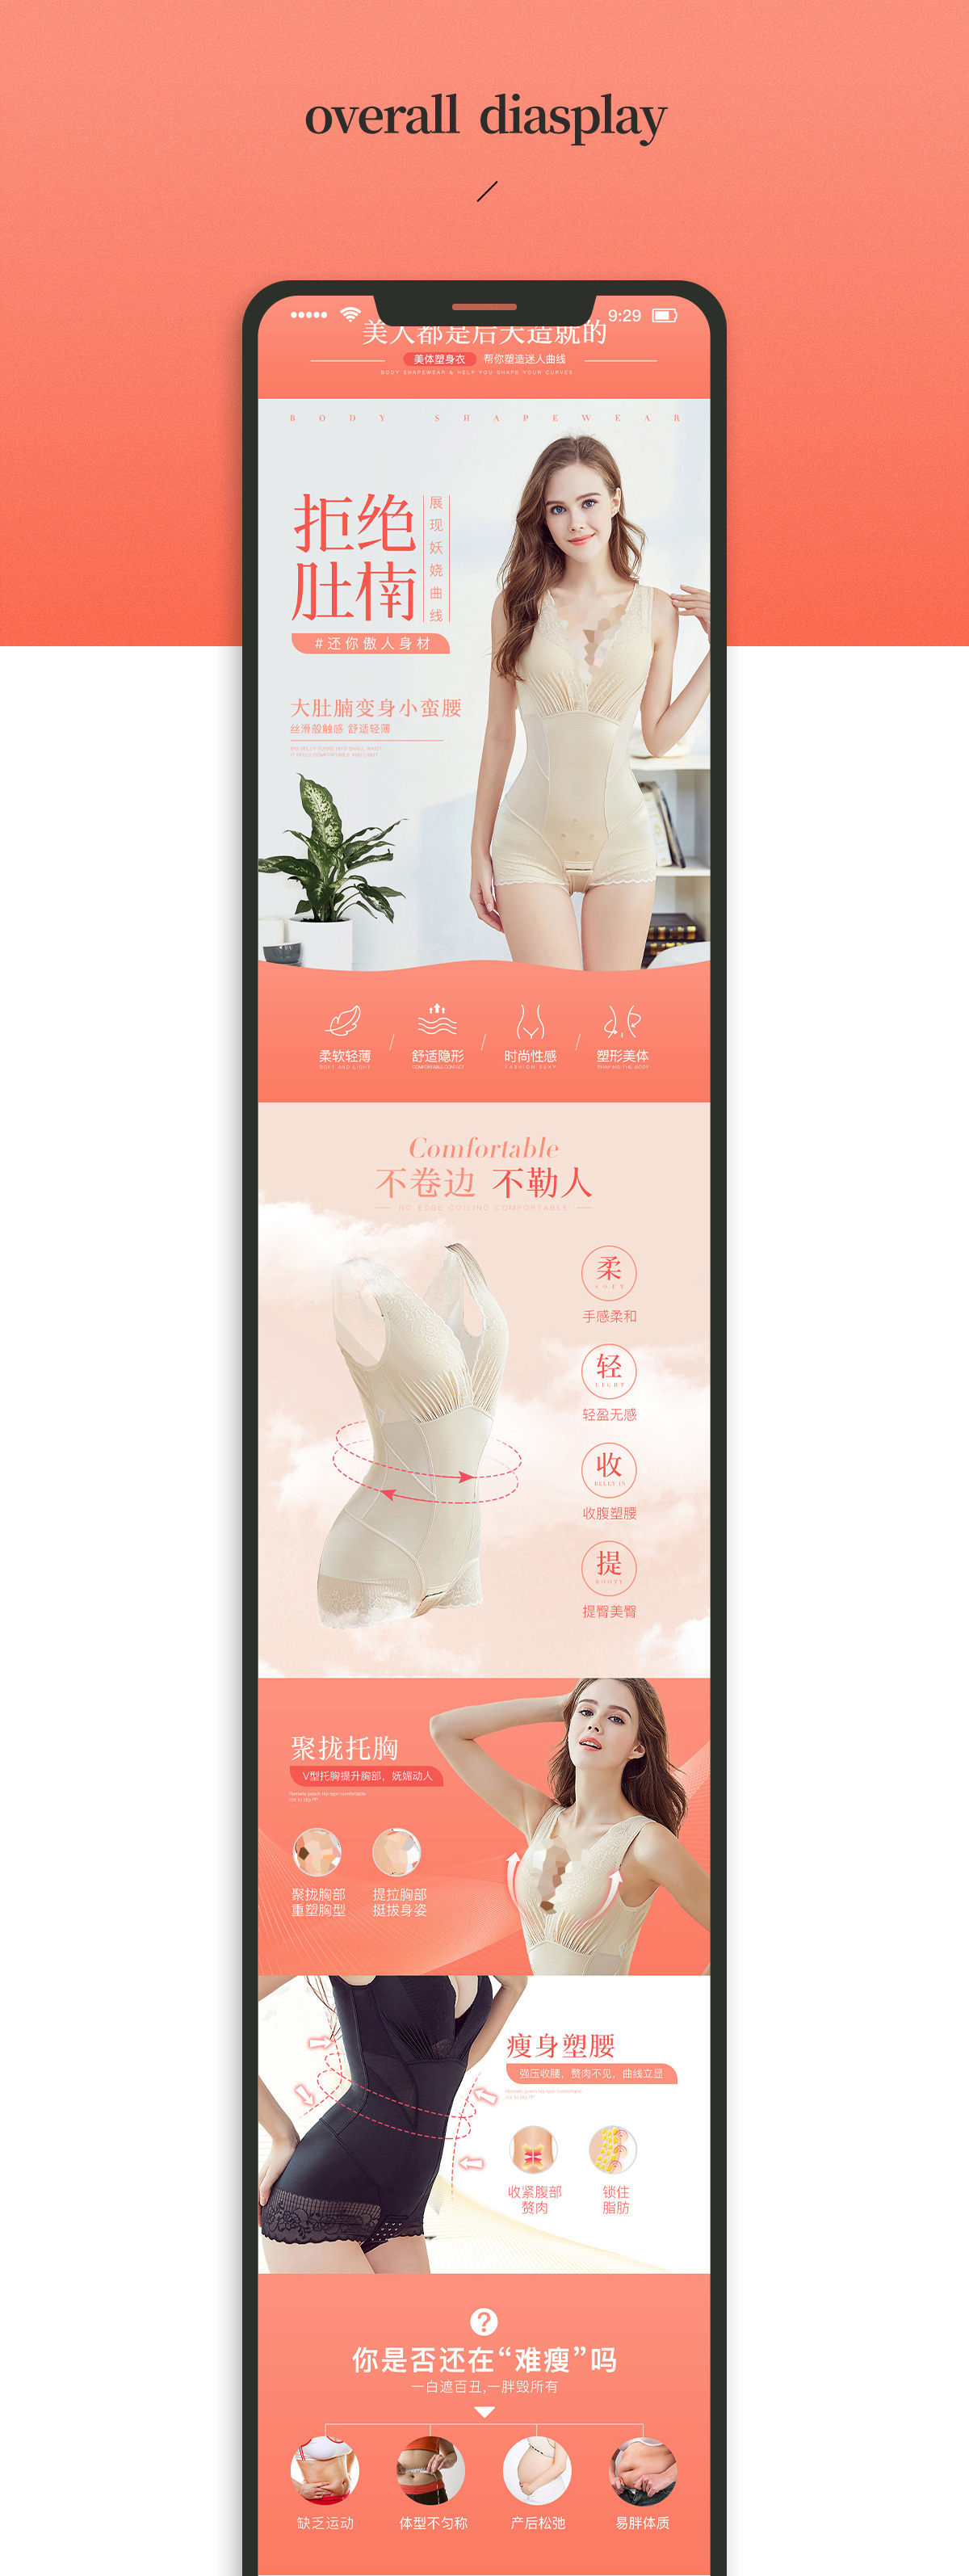 overall diasplay
9:29
美人都是后天造就的
美体塑身衣 帮你塑造迷人曲线
BODY SHAPEWEAR & HELP YOU SHAPE YOUR CURVES
BODY SHAPEWEAR
拒绝
肚楠
展现妖娆曲线
#还你傲人身材
大肚腩变身小蛮腰
丝滑般触感 舒适轻薄
柔软轻薄
SOFT AND LIGHT
舒适隐形
时尚性感
FASHION SEXY
塑形美体
SHAPING THE BODY
Comfortable
不卷边 不勒人
NO EDGE COILING COMFORTABLE
柔
SOFT
手感柔和
轻
LIGHT
轻盈无感
收
BELLY IN
收腹塑腰
提
BOOTY
提臀美臀
聚拢托胸
V型托胸提升胸部，妩媚动人
聚拢胸部
重塑胸型
提拉胸部
挺拔身姿
瘦身塑腰
强压收腰，赘肉不见，曲线立显
收紧腹部
赘肉
锁住
脂肪
?
你是否还在“难瘦”吗
一白遮百丑,一胖毁所有
缺乏运动
体型不匀称
产后松弛
易胖体质